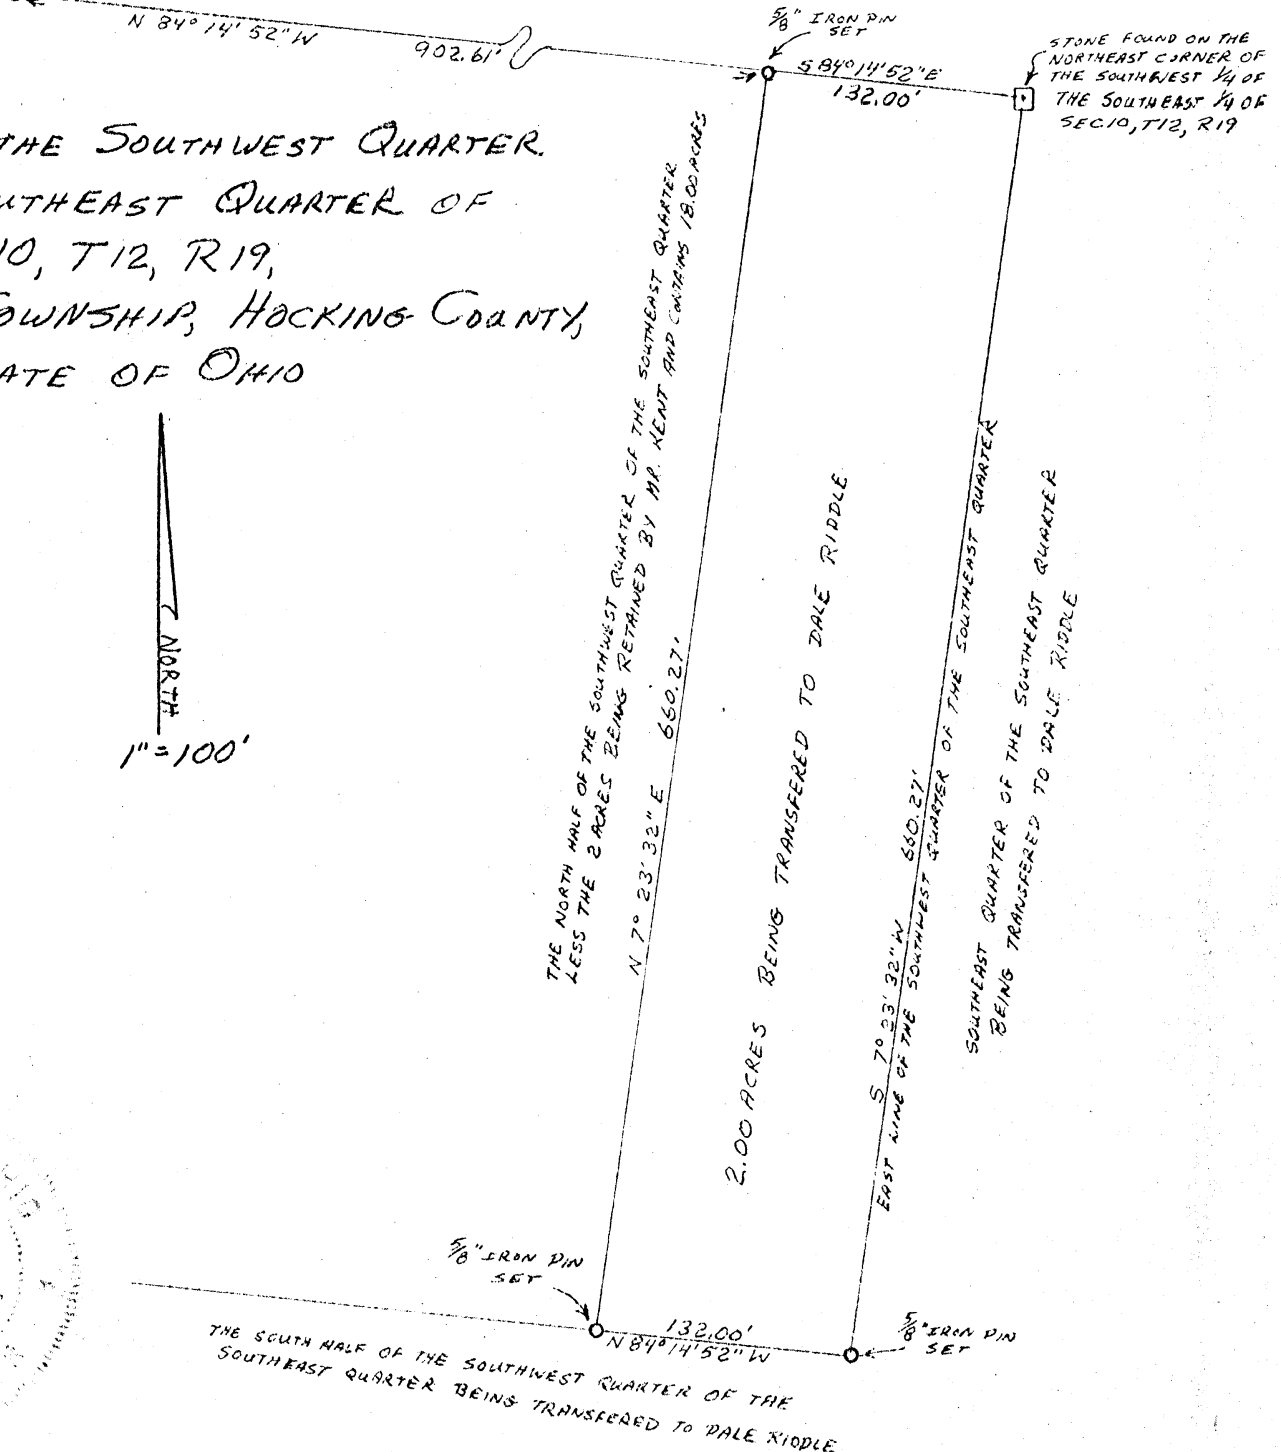 N 84° 14' 52" W
902.61'
5/8" IRON PIN
SET
S 84° 14' 52" E
132.00'
STONE FOUND ON THE
NORTHEAST CORNER OF
THE SOUTHWEST 1/4 OF
THE SOUTHEAST 1/4 OF
SEC10, T12, R19
THE SOUTHWEST QUARTER
UTHEAST QUARTER OF
10, T12, R19,
OWNSHIP, HOCKING COUNTY,
ATE OF OHIO
NORTH
1"=100'
THE NORTH HALF OF THE SOUTHWEST QUARTER OF THE SOUTHEAST QUARTER
LESS THE 2 ACRES BEING RETAINED BY MR. KENT AND CONTAINS 18.00 ACRES
N 7° 23' 32" E 660.27'
2.00 ACRES BEING TRANSFERED TO DALE RIDDLE
S 7° 23' 32" W 660.27'
EAST LINE OF THE SOUTHWEST QUARTER OF THE SOUTHEAST QUARTER
SOUTHEAST QUARTER OF THE SOUTHEAST QUARTER
BEING TRANSFERED TO DALE RIDDLE
5/8" IRON PIN
SET
132.00'
N 84° 14' 52" W
5/8" IRON PIN
SET
THE SOUTH HALF OF THE SOUTHWEST QUARTER OF THE
SOUTHEAST QUARTER BEING TRANSFERED TO DALE RIDDLE